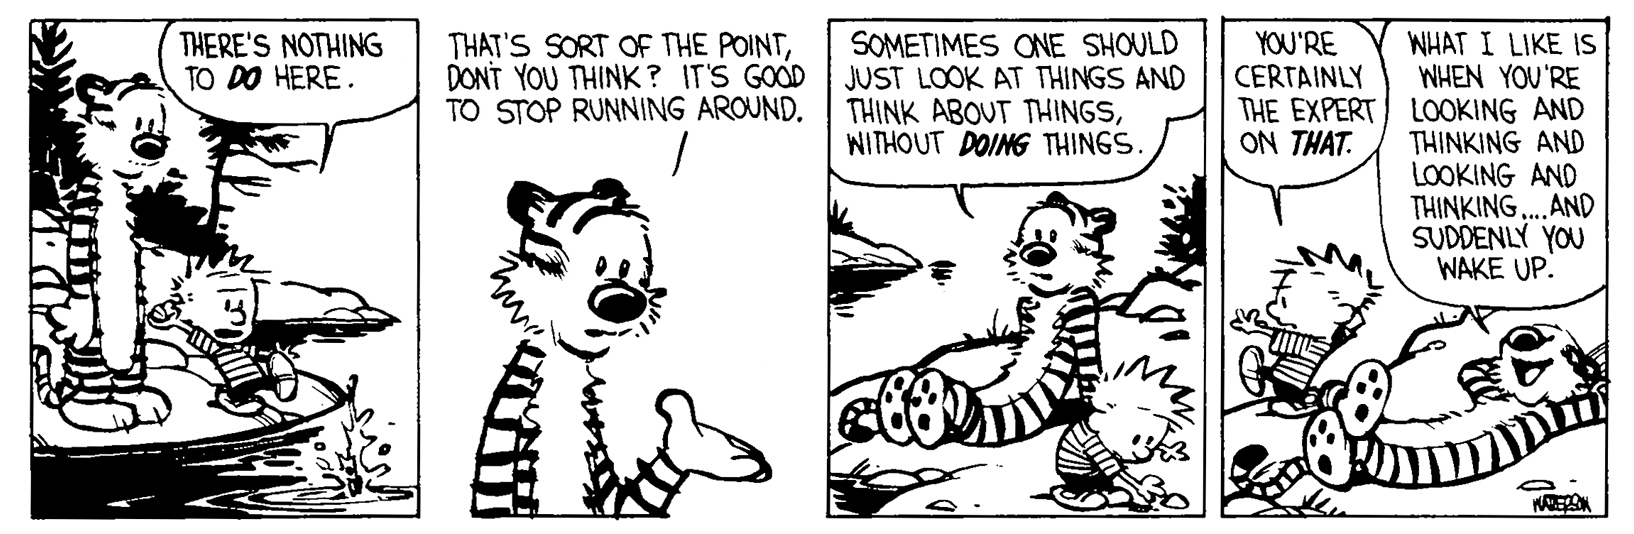 THERE'S NOTHING
TO DO HERE.
THAT'S SORT OF THE POINT,
DON'T YOU THINK? IT'S GOOD
TO STOP RUNNING AROUND.
SOMETIMES ONE SHOULD
JUST LOOK AT THINGS AND
THINK ABOUT THINGS,
WITHOUT DOING THINGS.
YOU'RE
CERTAINLY
THE EXPERT
ON THAT.
WHAT I LIKE IS
WHEN YOU'RE
LOOKING AND
THINKING AND
LOOKING AND
THINKING....AND
SUDDENLY YOU
WAKE UP.
WATTERSON